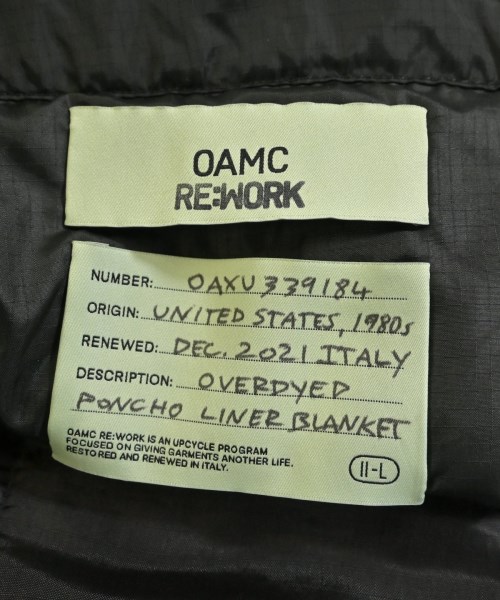 OAMC
RE:WORK
NUMBER: OAXU339184
ORIGIN: UNITED STATES, 1980s
RENEWED: DEC. 2021 ITALY
DESCRIPTION: OVERDYED
PONCHO LINER BLANKET
OAMC RE:WORK IS AN UPCYCLE PROGRAM
FOCUSED ON GIVING GARMENTS ANOTHER LIFE.
RESTORED AND RENEWED IN ITALY.
II-L